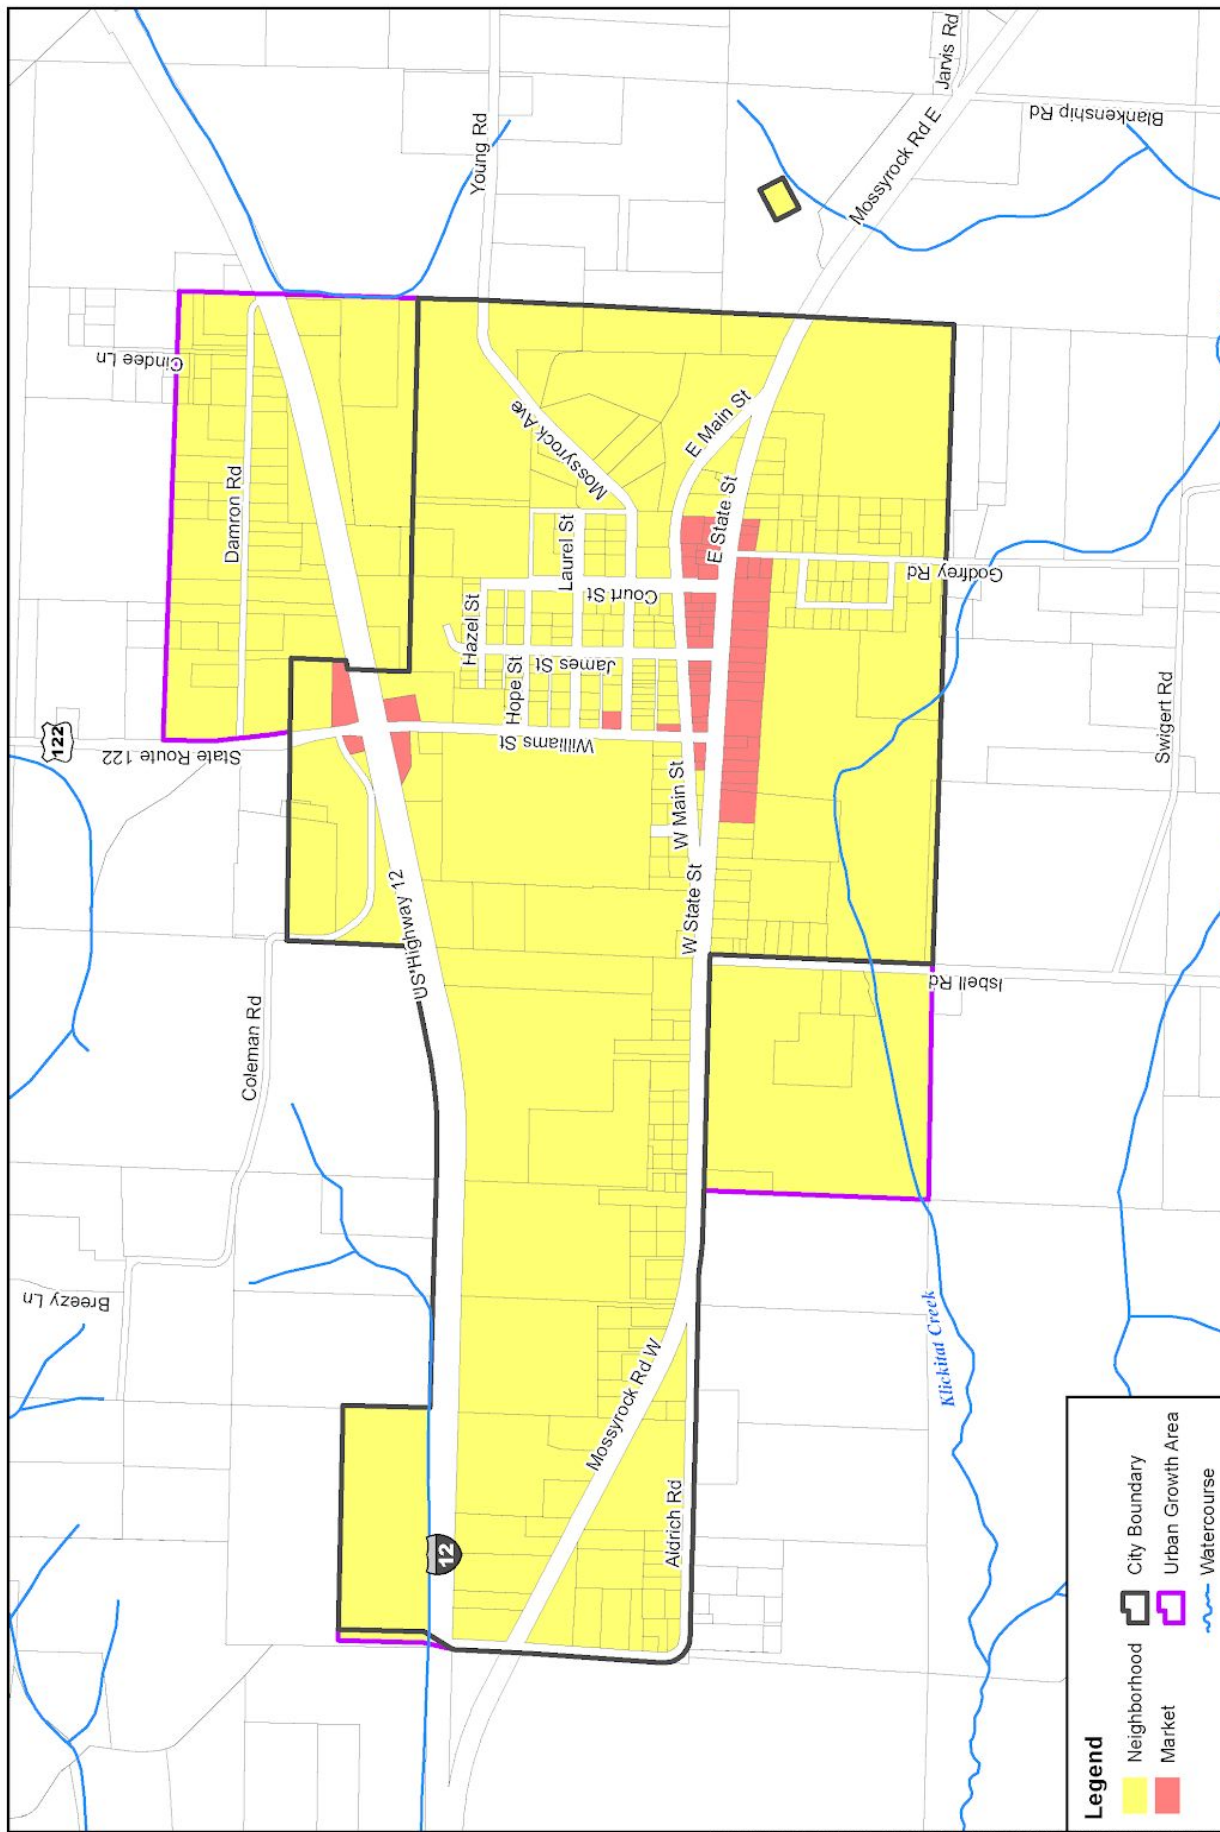 122
State Route 122
Cindee Ln
Damron Rd
Young Rd
Jarvis Rd
Blankenship Rd
Mossyrock Rd E
Breezy Ln
Coleman Rd
US Highway 12
Hazel St
Hope St
Laurel St
Mossyrock Ave
Court St
James St
Williams St
E Main St
E State St
W Main St
W State St
12
Mossyrock Rd W
Aldrich Rd
Isbell Rd
Godfrey Rd
Swigert Rd
Klickitat Creek
Legend
Neighborhood
Market
City Boundary
Urban Growth Area
Watercourse